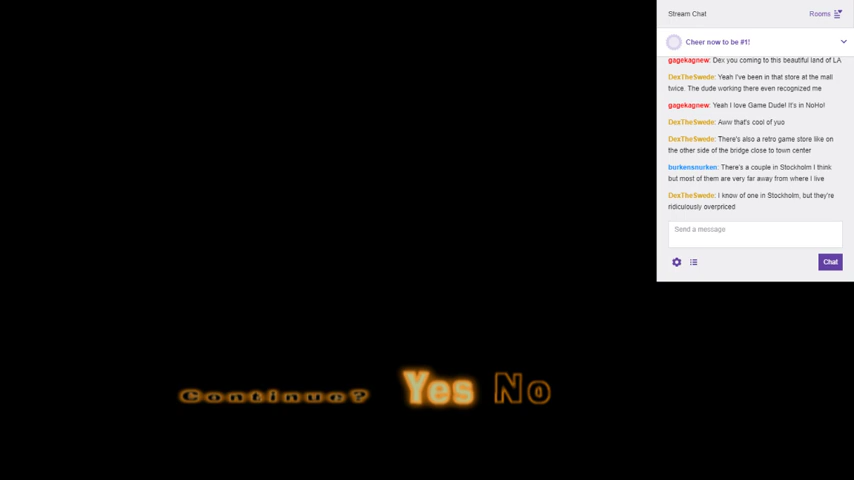 Stream Chat
Rooms
Cheer now to be #1!
gagekagnew: Dex you coming to this beautiful land of LA
DexTheSwede: Yeah I've been in that store at the mall
twice. The dude working there even recognized me
gagekagnew: Yeah I love Game Dude! It's in NoHo!
DexTheSwede: Aww that's cool of yuo
DexTheSwede: There's also a retro game store like on
the other side of the bridge close to town center
burkensnurken: There's a couple in Stockholm I think
but most of them are very far away from where I live
DexTheSwede: I know of one in Stockholm, but they're
ridiculously overpriced
Send a message
Chat
Continue? Yes No